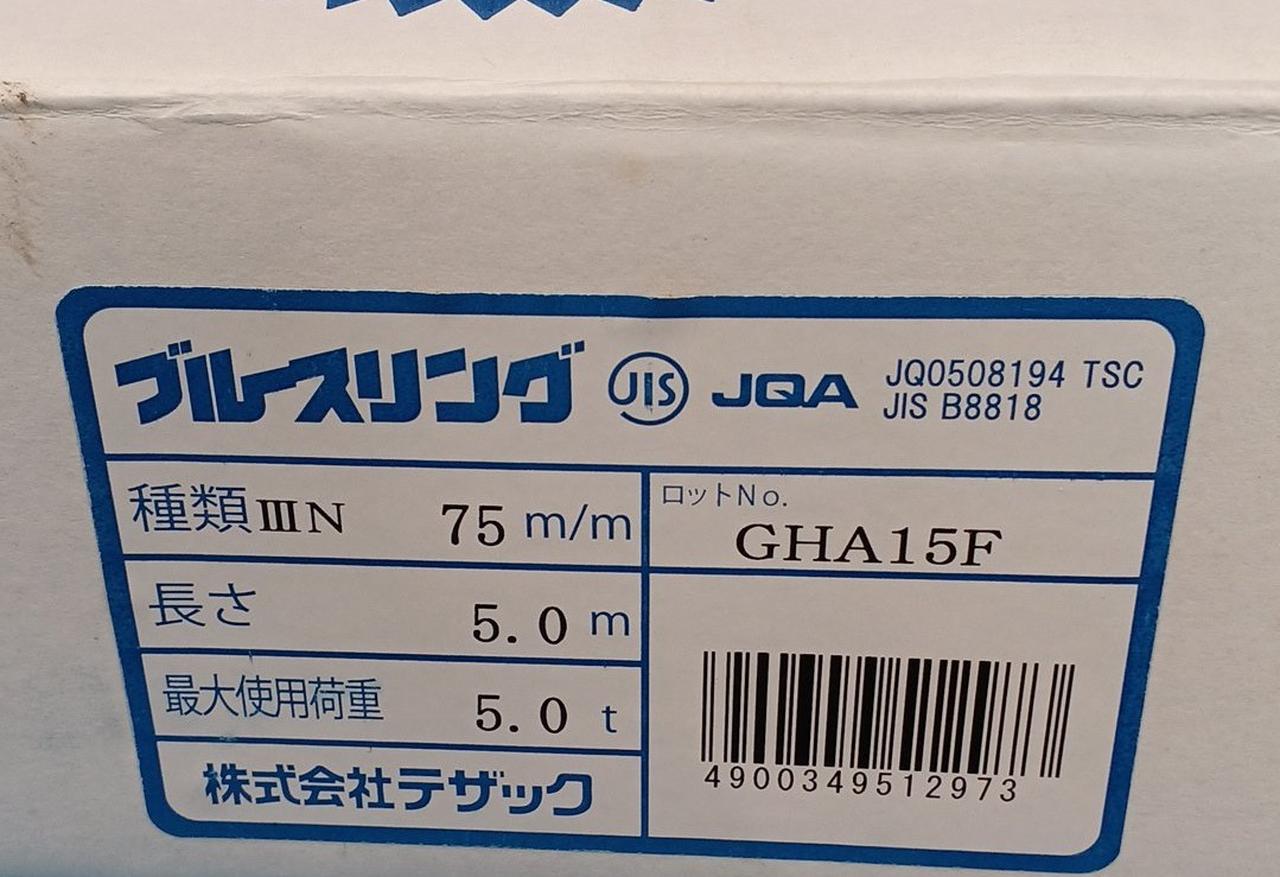 ブルースリング JIS JQA JQ0508194 TSC
JIS B8818
種類ⅢN 75 m/m
ロットNo.
GHA15F
長さ 5.0 m
最大使用荷重 5.0 t
株式会社テザック
4900349512973